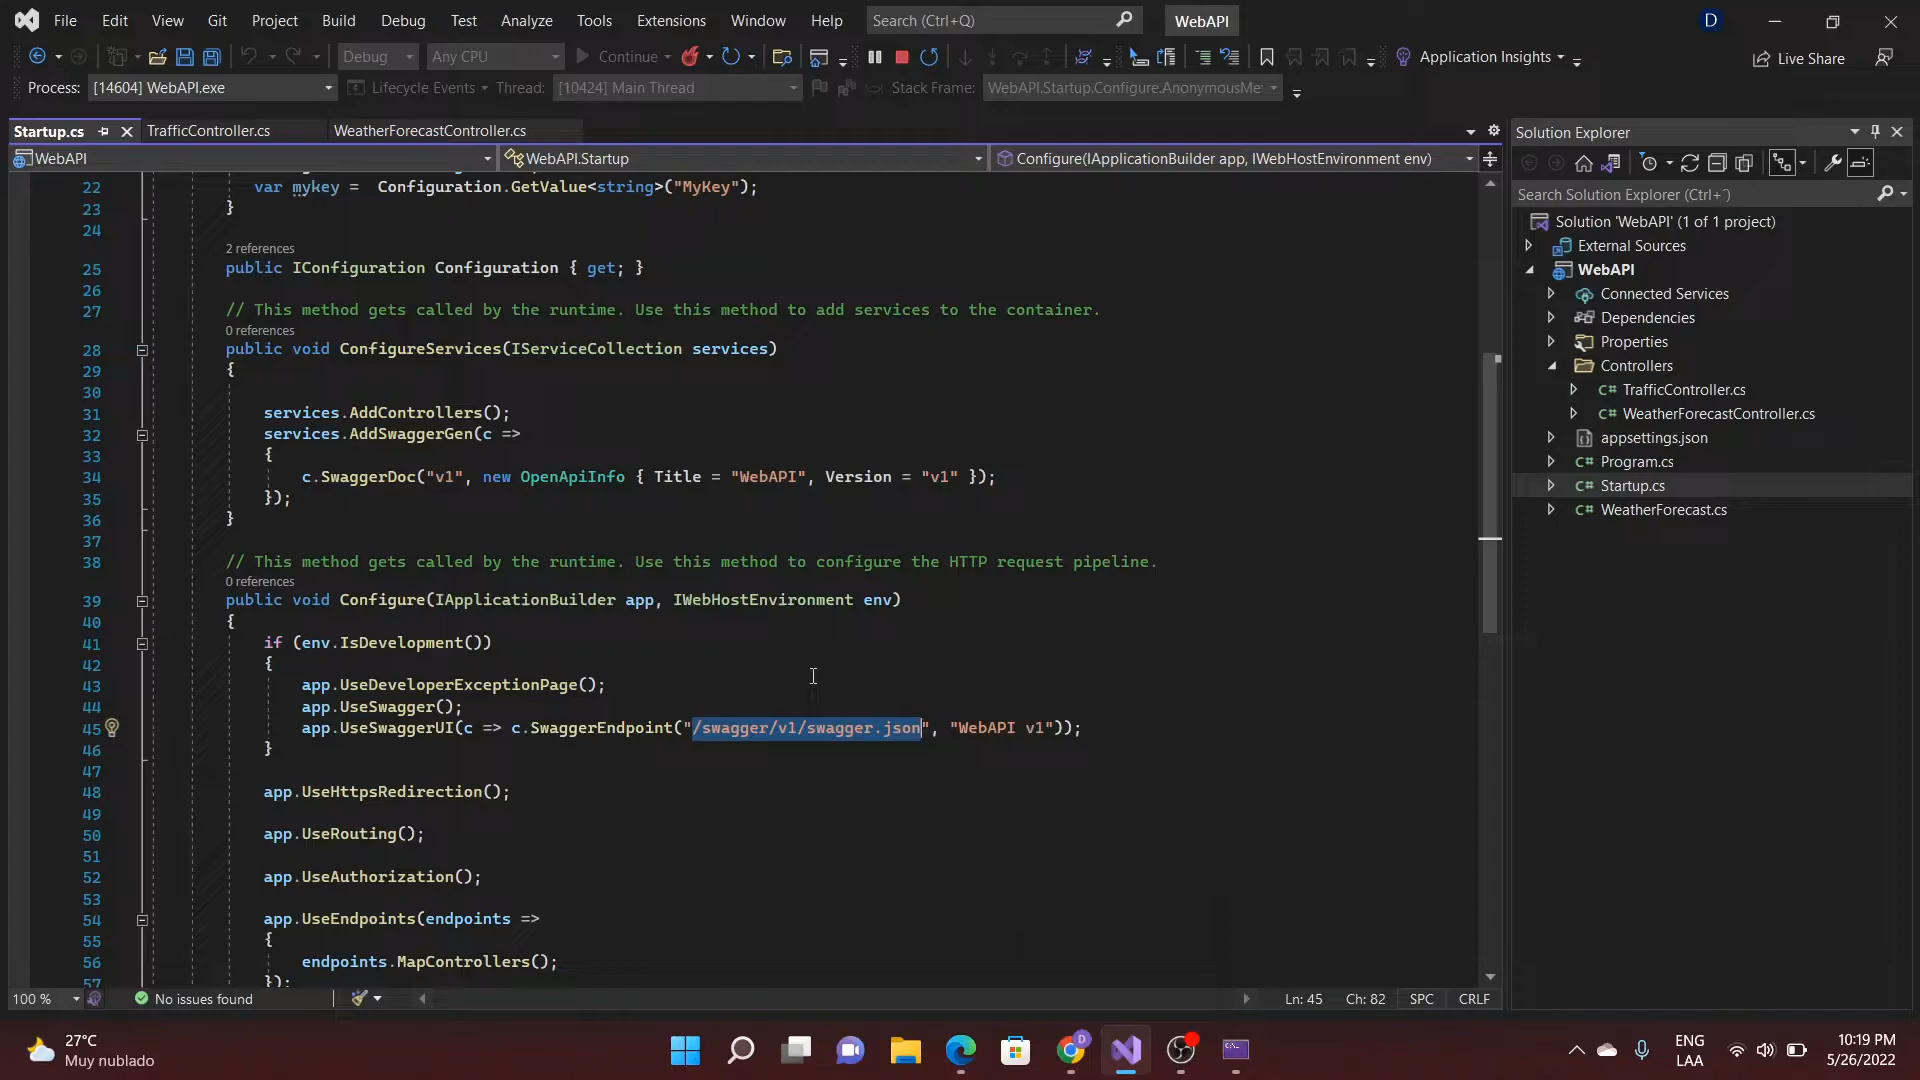 File Edit View Git Project Build Debug Test Analyze Tools Extensions Window Help Search (Ctrl+Q) WebAPI D
Debug Any CPU Continue Application Insights Live Share
Process: [14604] WebAPI.exe Lifecycle Events Thread: [10424] Main Thread Stack Frame: WebAPI.Startup.Configure.AnonymousMe
Startup.cs TrafficController.cs WeatherForecastController.cs
WebAPI WebAPI.Startup Configure(IApplicationBuilder app, IWebHostEnvironment env)
22 var mykey = Configuration.GetValue<string>("MyKey");
23 }
24
2 references
25 public IConfiguration Configuration { get; }
26
27 // This method gets called by the runtime. Use this method to add services to the container.
0 references
28 public void ConfigureServices(IServiceCollection services)
29 {
30
31 services.AddControllers();
32 services.AddSwaggerGen(c =>
33 {
34 c.SwaggerDoc("v1", new OpenApiInfo { Title = "WebAPI", Version = "v1" });
35 });
36 }
37
38 // This method gets called by the runtime. Use this method to configure the HTTP request pipeline.
0 references
39 public void Configure(IApplicationBuilder app, IWebHostEnvironment env)
40 {
41 if (env.IsDevelopment())
42 {
43 app.UseDeveloperExceptionPage();
44 app.UseSwagger();
45 app.UseSwaggerUI(c => c.SwaggerEndpoint("/swagger/v1/swagger.json", "WebAPI v1"));
46 }
47
48 app.UseHttpsRedirection();
49
50 app.UseRouting();
51
52 app.UseAuthorization();
53
54 app.UseEndpoints(endpoints =>
55 {
56 endpoints.MapControllers();
57 });
100 % No issues found Ln: 45 Ch: 82 SPC CRLF
Solution Explorer
Search Solution Explorer (Ctrl+´)
Solution 'WebAPI' (1 of 1 project)
External Sources
WebAPI
Connected Services
Dependencies
Properties
Controllers
C# TrafficController.cs
C# WeatherForecastController.cs
appsettings.json
C# Program.cs
C# Startup.cs
C# WeatherForecast.cs
27°C
Muy nublado
ENG
LAA
10:19 PM
5/26/2022